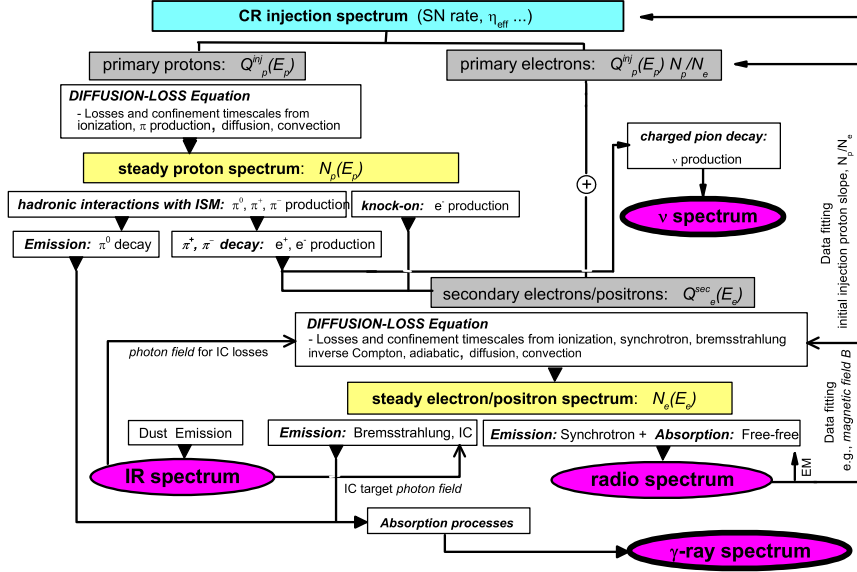 CR injection spectrum (SN rate, η_eff ...)
primary protons: Q^inj_p(E_p)
primary electrons: Q^inj_p(E_p) N_p/N_e
DIFFUSION-LOSS Equation
- Losses and confinement timescales from
ionization, π production, diffusion, convection
charged pion decay:
ν production
steady proton spectrum: N_p(E_p)
+
ν spectrum
hadronic interactions with ISM: π^0, π^+, π^- production
knock-on: e^- production
Emission: π^0 decay
π^+, π^- decay: e^+, e^- production
secondary electrons/positrons: Q^sec_e(E_e)
Data fitting
initial injection proton slope, N_p/N_e
DIFFUSION-LOSS Equation
- Losses and confinement timescales from ionization, synchrotron, bremsstrahlung
inverse Compton, adiabatic, diffusion, convection
photon field for IC losses
steady electron/positron spectrum: N_e(E_e)
Data fitting
e.g., magnetic field B
Dust Emission
Emission: Bremsstrahlung, IC
Emission: Synchrotron + Absorption: Free-free
IR spectrum
IC target photon field
radio spectrum
EM
Absorption processes
γ-ray spectrum